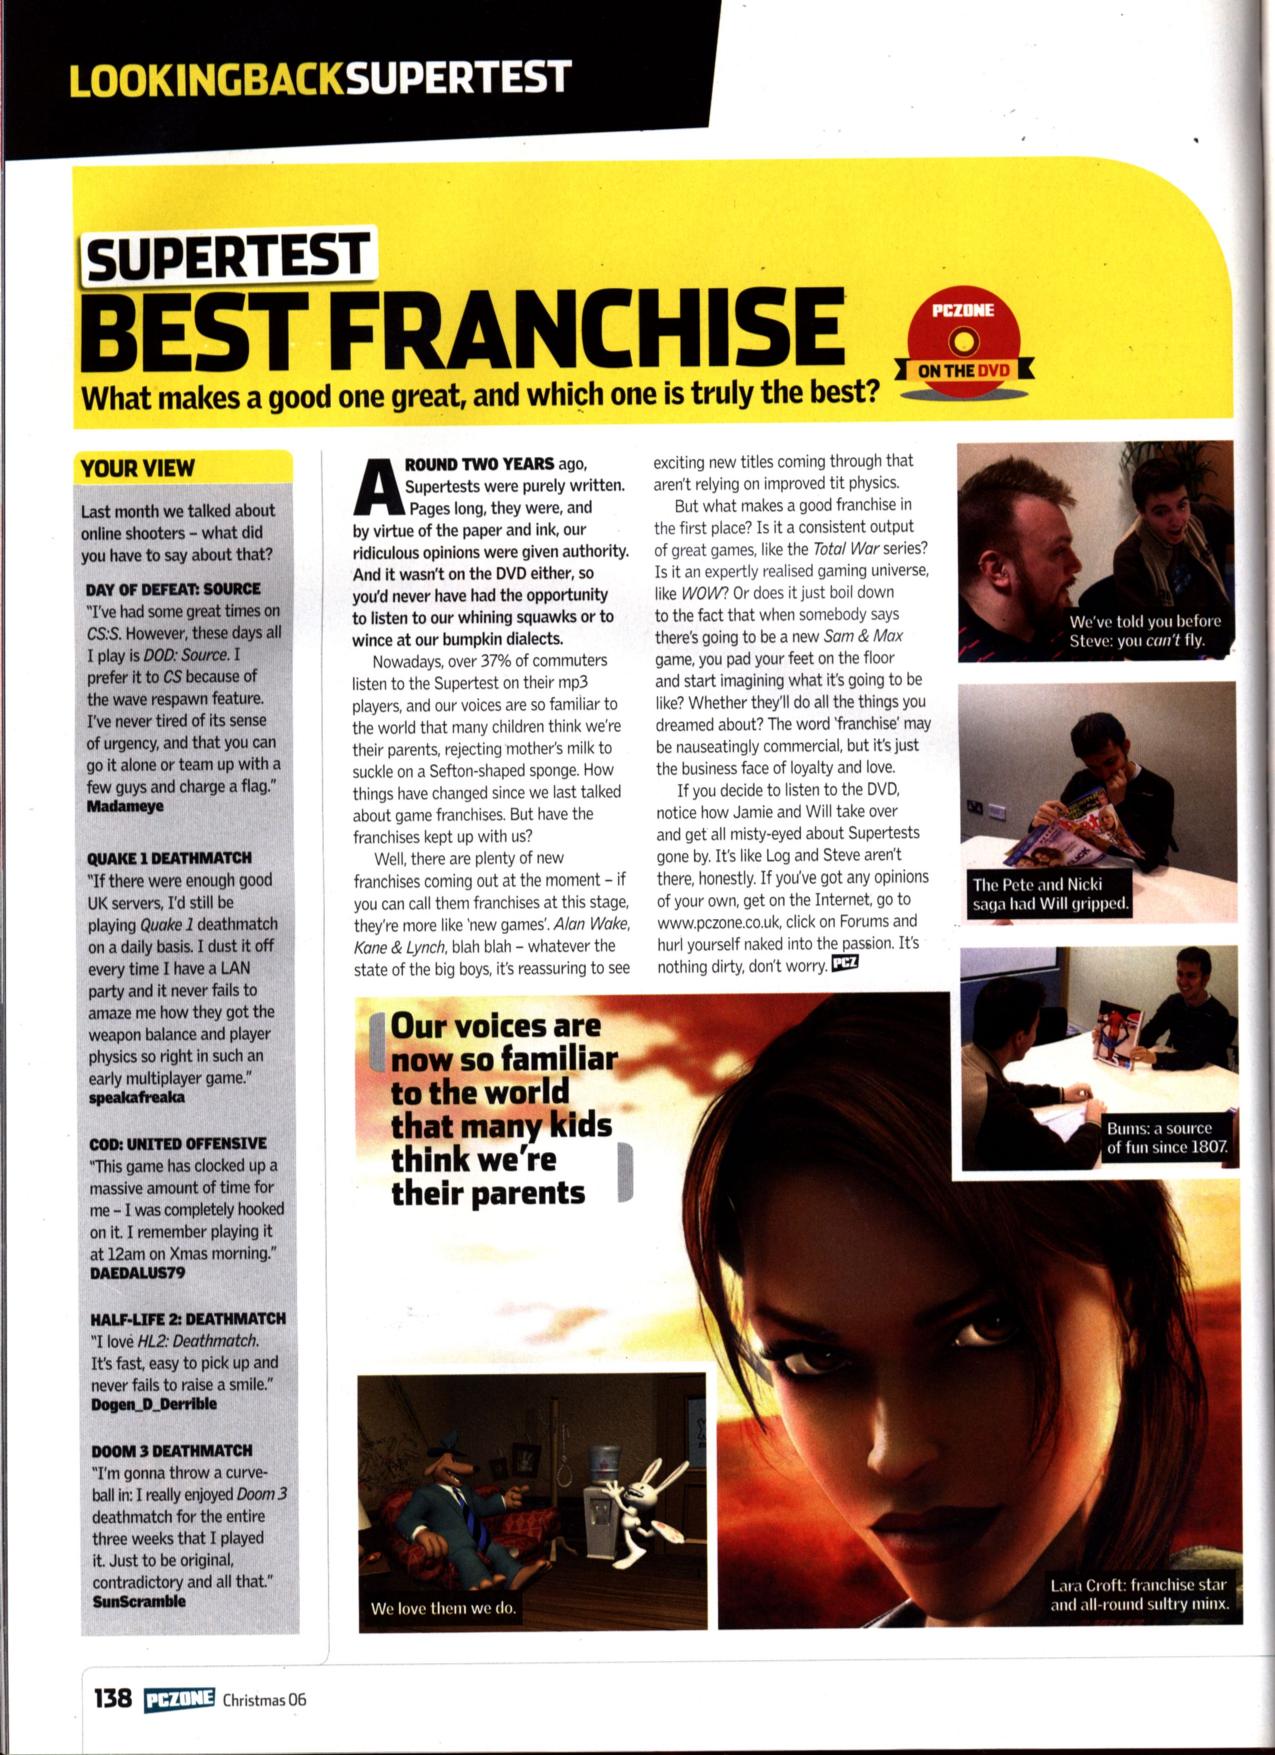 LOOKINGBACKSUPERTEST
SUPERTEST
BEST FRANCHISE
What makes a good one great, and which one is truly the best?
PCZONE
ON THE DVD
YOUR VIEW
Last month we talked about
online shooters – what did
you have to say about that?
DAY OF DEFEAT: SOURCE
"I've had some great times on
CS:S. However, these days all
I play is DOD: Source. I
prefer it to CS because of
the wave respawn feature.
I've never tired of its sense
of urgency, and that you can
go it alone or team up with a
few guys and charge a flag."
Madameye
QUAKE 1 DEATHMATCH
"If there were enough good
UK servers, I'd still be
playing Quake 1 deathmatch
on a daily basis. I dust it off
every time I have a LAN
party and it never fails to
amaze me how they got the
weapon balance and player
physics so right in such an
early multiplayer game."
speakafreaka
COD: UNITED OFFENSIVE
"This game has clocked up a
massive amount of time for
me – I was completely hooked
on it. I remember playing it
at 12am on Xmas morning."
DAEDALUS79
HALF-LIFE 2: DEATHMATCH
"I love HL2: Deathmatch.
It's fast, easy to pick up and
never fails to raise a smile."
Dogen_D_Derrible
DOOM 3 DEATHMATCH
"I'm gonna throw a curve-
ball in: I really enjoyed Doom 3
deathmatch for the entire
three weeks that I played
it. Just to be original,
contradictory and all that."
SunScramble
AROUND TWO YEARS ago,
Supertests were purely written.
Pages long, they were, and
by virtue of the paper and ink, our
ridiculous opinions were given authority.
And it wasn't on the DVD either, so
you'd never have had the opportunity
to listen to our whining squawks or to
wince at our bumpkin dialects.
Nowadays, over 37% of commuters
listen to the Supertest on their mp3
players, and our voices are so familiar to
the world that many children think we're
their parents, rejecting mother's milk to
suckle on a Sefton-shaped sponge. How
things have changed since we last talked
about game franchises. But have the
franchises kept up with us?
Well, there are plenty of new
franchises coming out at the moment – if
you can call them franchises at this stage,
they're more like 'new games'. Alan Wake,
Kane & Lynch, blah blah – whatever the
state of the big boys, it's reassuring to see
exciting new titles coming through that
aren't relying on improved tit physics.
But what makes a good franchise in
the first place? Is it a consistent output
of great games, like the Total War series?
Is it an expertly realised gaming universe,
like WOW? Or does it just boil down
to the fact that when somebody says
there's going to be a new Sam & Max
game, you pad your feet on the floor
and start imagining what it's going to be
like? Whether they'll do all the things you
dreamed about? The word 'franchise' may
be nauseatingly commercial, but it's just
the business face of loyalty and love.
If you decide to listen to the DVD,
notice how Jamie and Will take over
and get all misty-eyed about Supertests
gone by. It's like Log and Steve aren't
there, honestly. If you've got any opinions
of your own, get on the Internet, go to
www.pczone.co.uk, click on Forums and
hurl yourself naked into the passion. It's
nothing dirty, don't worry. PCZ
We've told you before
Steve: you can't fly.
The Pete and Nicki
saga had Will gripped.
Bums: a source
of fun since 1807.
Our voices are
now so familiar
to the world
that many kids
think we're
their parents
We love them we do.
Lara Croft: franchise star
and all-round sultry minx.
138 PCZONE Christmas 06